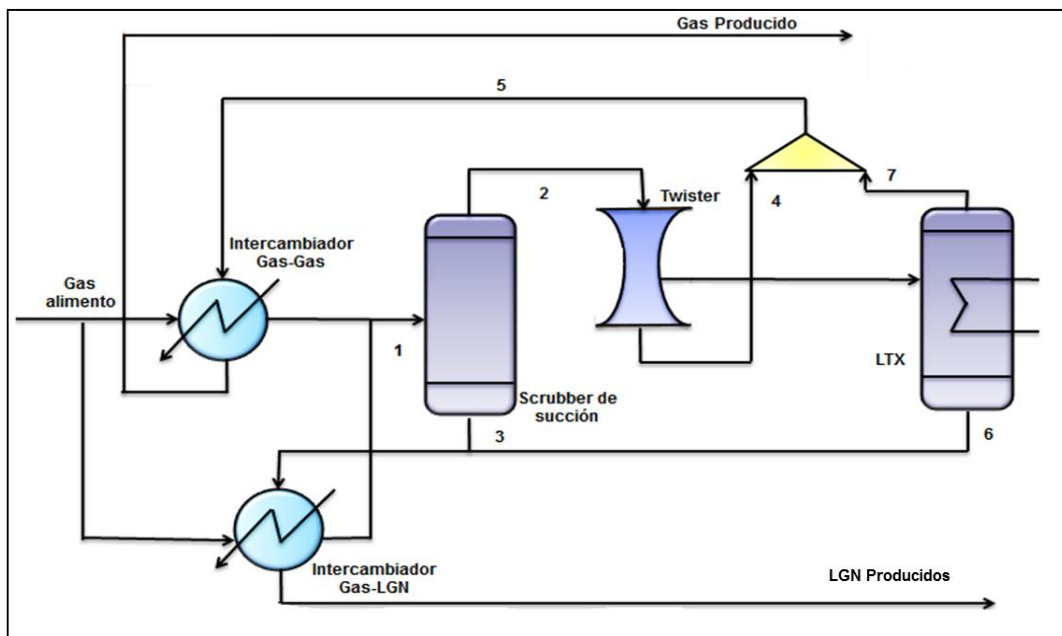 Gas Producido
5
7
2
Twister
4
Intercambiador
Gas-Gas
Gas
alimento
1
LTX
Scrubber de
succión
3
6
Intercambiador
Gas-LGN
LGN Producidos